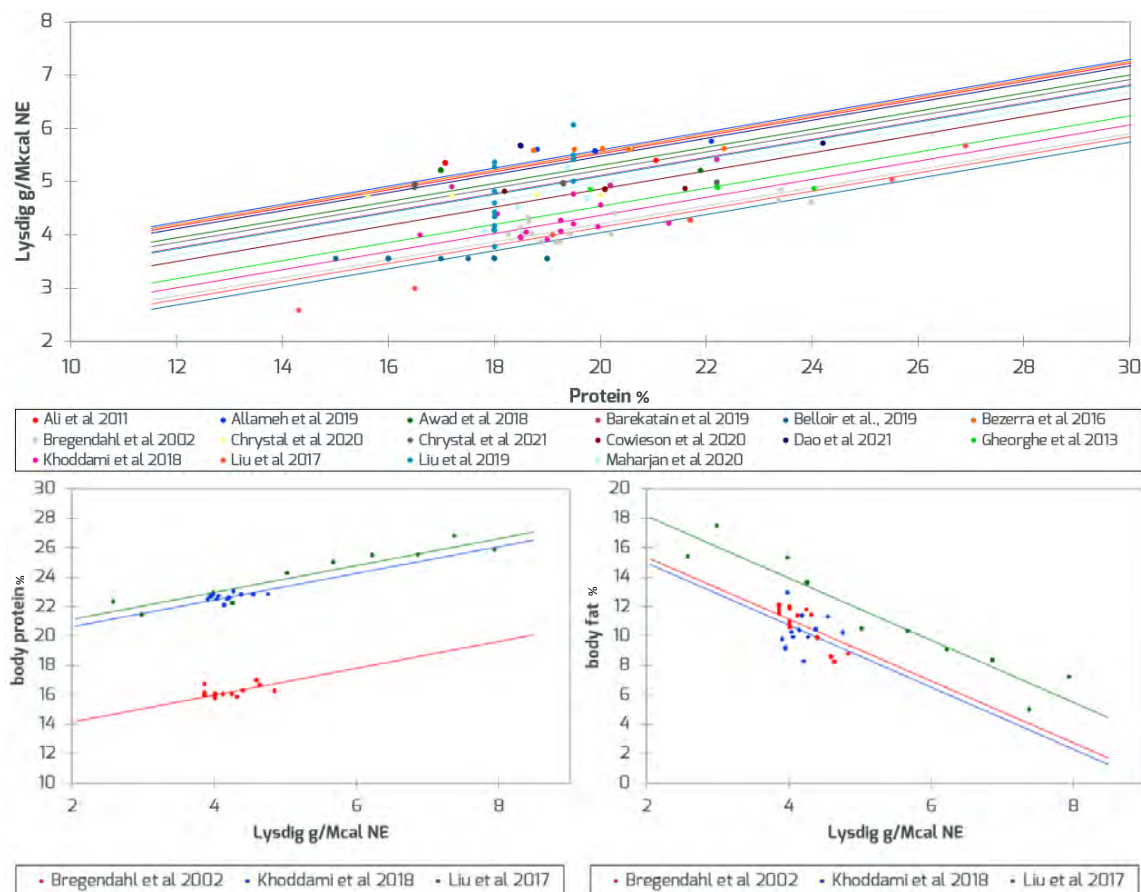 8
7
6
5
4
3
2
Lysdig g/Mkcal NE
10 12 14 16 18 20 22 24 26 28 30
Protein %
Ali et al 2011 Allameh et al 2019 Awad et al 2018 Barekatain et al 2019 Belloir et al., 2019 Bezerra et al 2016
Bregendahl et al 2002 Chrystal et al 2020 Chrystal et al 2021 Cowieson et al 2020 Dao et al 2021 Gheorghe et al 2013
Khoddami et al 2018 Liu et al 2017 Liu et al 2019 Maharjan et al 2020
30
28
26
24
22
20
18
16
14
12
10
body protein %
2 4 6 8
Lysdig g/Mcal NE
Bregendahl et al 2002 Khoddami et al 2018 Liu et al 2017
20
18
16
14
12
10
8
6
4
2
0
body fat %
2 4 6 8
Lysdig g/Mcal NE
Bregendahl et al 2002 Khoddami et al 2018 Liu et al 2017